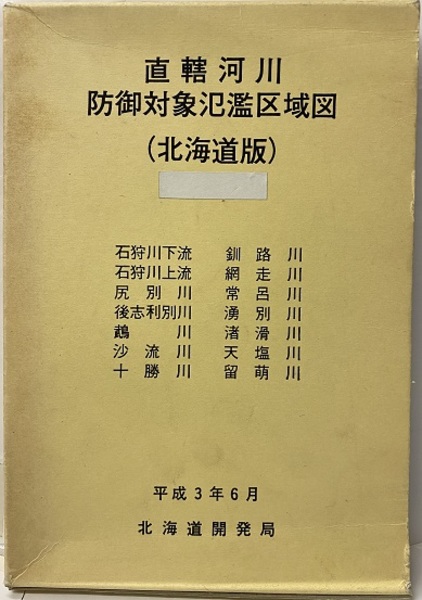 直轄河川
防御対象氾濫区域図
(北海道版)
石狩川下流 釧路川
石狩川上流 網走川
尻別川 常呂川
後志利別川 湧別川
鵡川 渚滑川
沙流川 天塩川
十勝川 留萌川
平成3年6月
北海道開発局